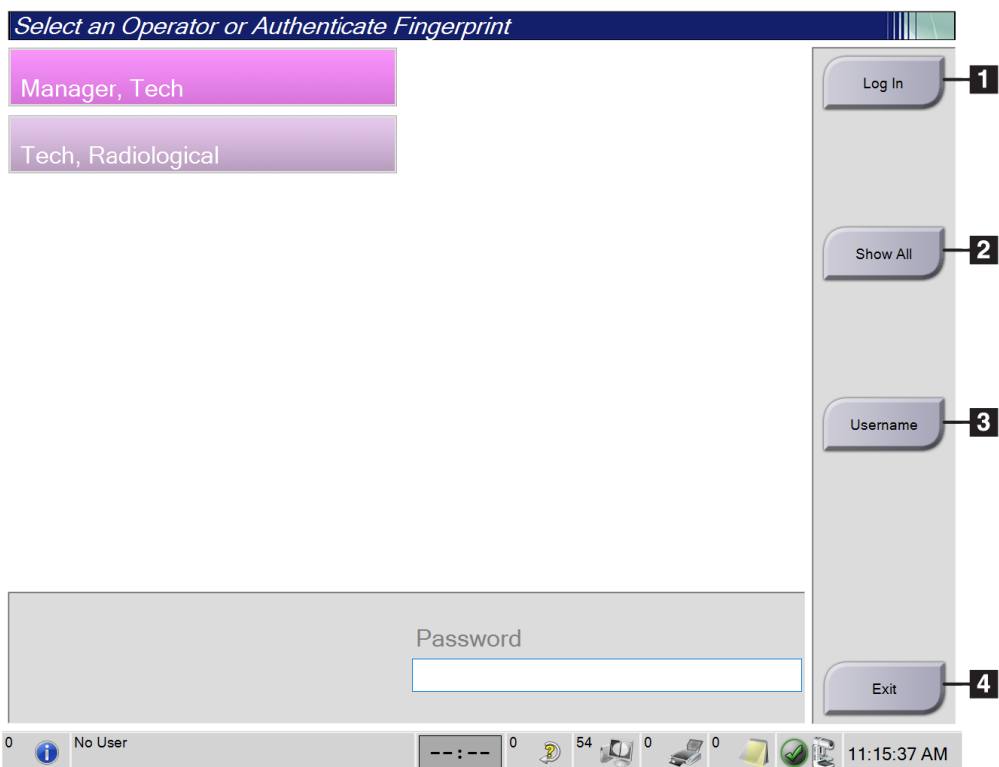 Select an Operator or Authenticate Fingerprint
Manager, Tech
Tech, Radiological
Log In
1
Show All
2
Username
3
Password
Exit
4
0
No User
--:--
0
54
0
0
11:15:37 AM